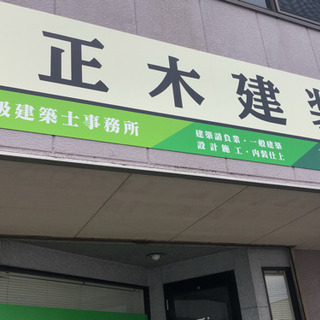 正木建
級建築士事務所
建築請負業・一般建築
設計施工・内装仕上